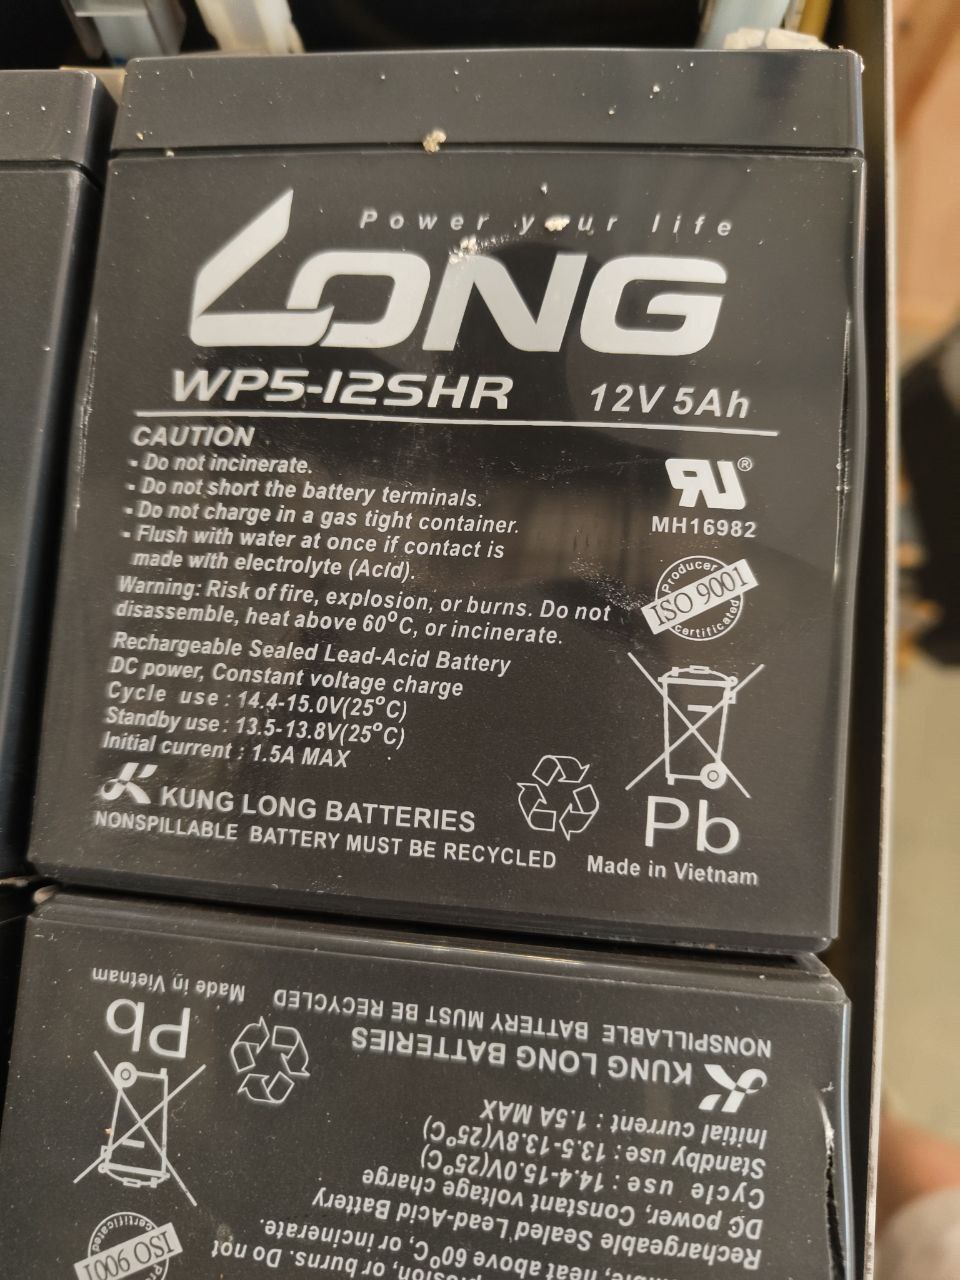 Power your life
LONG
WP5-12SHR 12V 5Ah
CAUTION
- Do not incinerate.
- Do not short the battery terminals.
- Do not charge in a gas tight container.
- Flush with water at once if contact is
made with electrolyte (Acid).
Warning: Risk of fire, explosion, or burns. Do not
disassemble, heat above 60°C, or incinerate.
Rechargeable Sealed Lead-Acid Battery
DC power, Constant voltage charge
Cycle use : 14.4-15.0V(25°C)
Standby use : 13.5-13.8V(25°C)
Initial current : 1.5A MAX
KUNG LONG BATTERIES
NONSPILLABLE BATTERY MUST BE RECYCLED
RU®
MH16982
Producer
ISO 9001
certificated
Pb
Made in Vietnam
NONSPILLABLE BATTERY MUST BE RECYCLED Made in Vietnam
KUNG LONG BATTERIES
Pb
Initial current : 1.5A MAX
Standby use : 13.5-13.8V(25°C)
Cycle use : 14.4-15.0V(25°C)
DC power, Constant voltage charge
Rechargeable Sealed Lead-Acid Battery
heat above 60°C, or incinerate.
or burns. Do not
certificated
ISO 9001